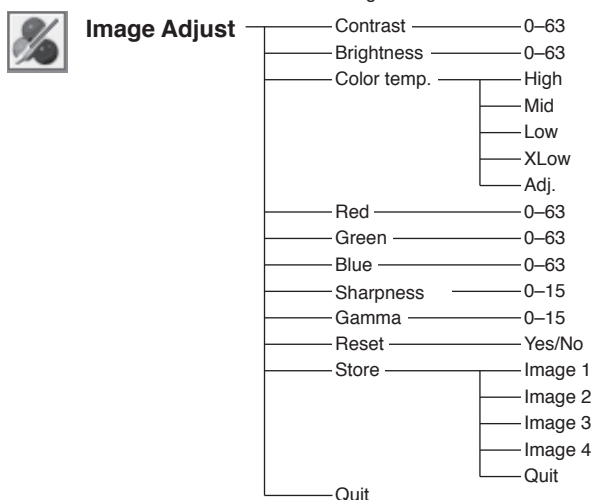 Image Adjust Contrast 0–63
Brightness 0–63
Color temp. High
Mid
Low
XLow
Adj.
Red 0–63
Green 0–63
Blue 0–63
Sharpness 0–15
Gamma 0–15
Reset Yes/No
Store Image 1
Image 2
Image 3
Image 4
Quit
Quit